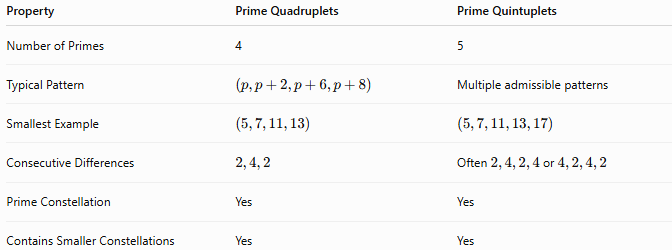 Property Prime Quadruplets Prime Quintuplets
Number of Primes 4 5
Typical Pattern (p, p + 2, p + 6, p + 8) Multiple admissible patterns
Smallest Example (5, 7, 11, 13) (5, 7, 11, 13, 17)
Consecutive Differences 2, 4, 2 Often 2, 4, 2, 4 or 4, 2, 4, 2
Prime Constellation Yes Yes
Contains Smaller Constellations Yes Yes